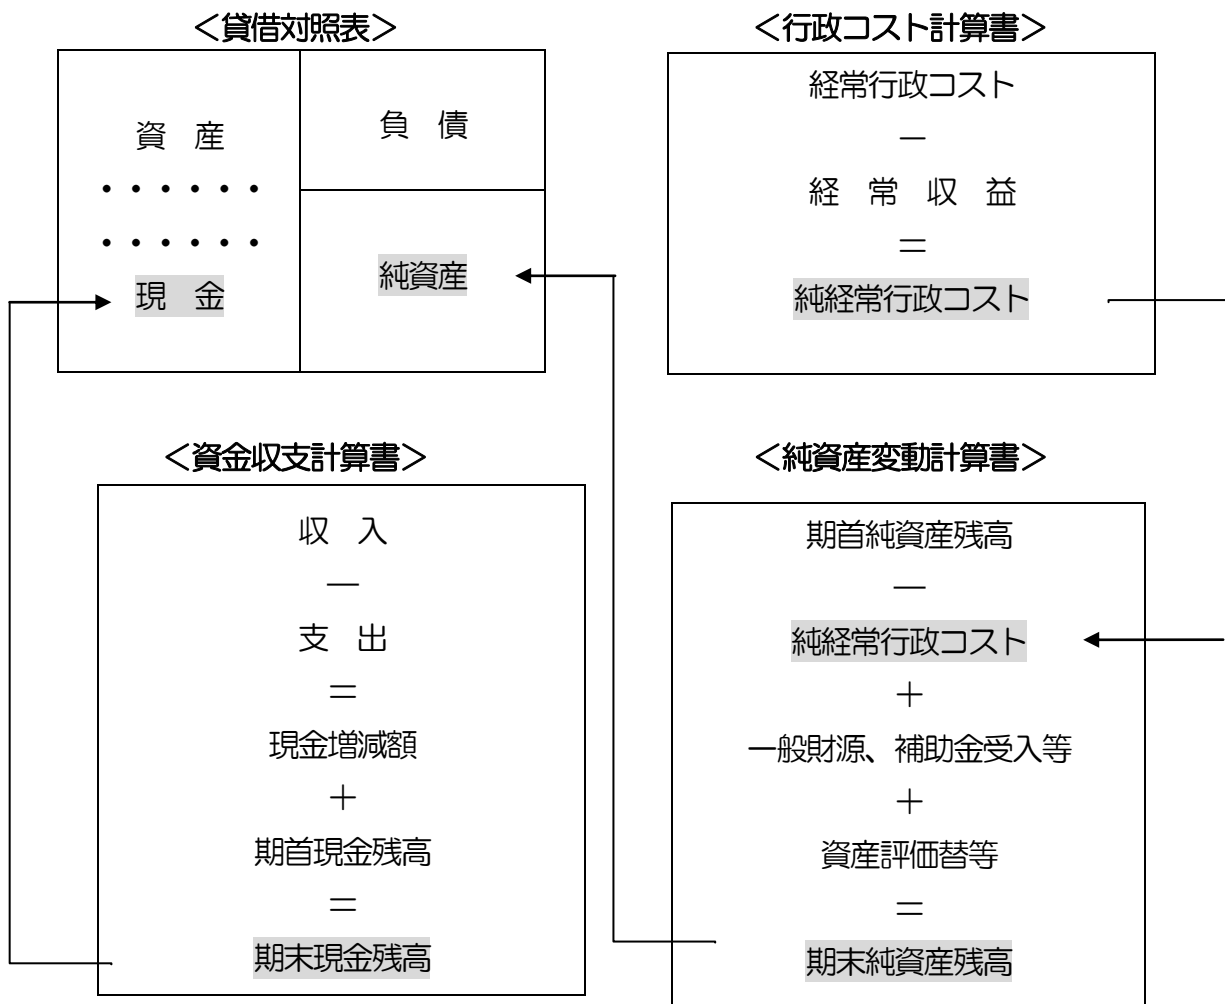 ＜貸借対照表＞
資　産
・・・・・・
・・・・・・
現　金
負　債
純資産
＜行政コスト計算書＞
経常行政コスト
－
経　常　収　益
＝
純経常行政コスト
＜資金収支計算書＞
収　入
－
支　出
＝
現金増減額
＋
期首現金残高
＝
期末現金残高
＜純資産変動計算書＞
期首純資産残高
－
純経常行政コスト
＋
一般財源、補助金受入等
＋
資産評価替等
＝
期末純資産残高